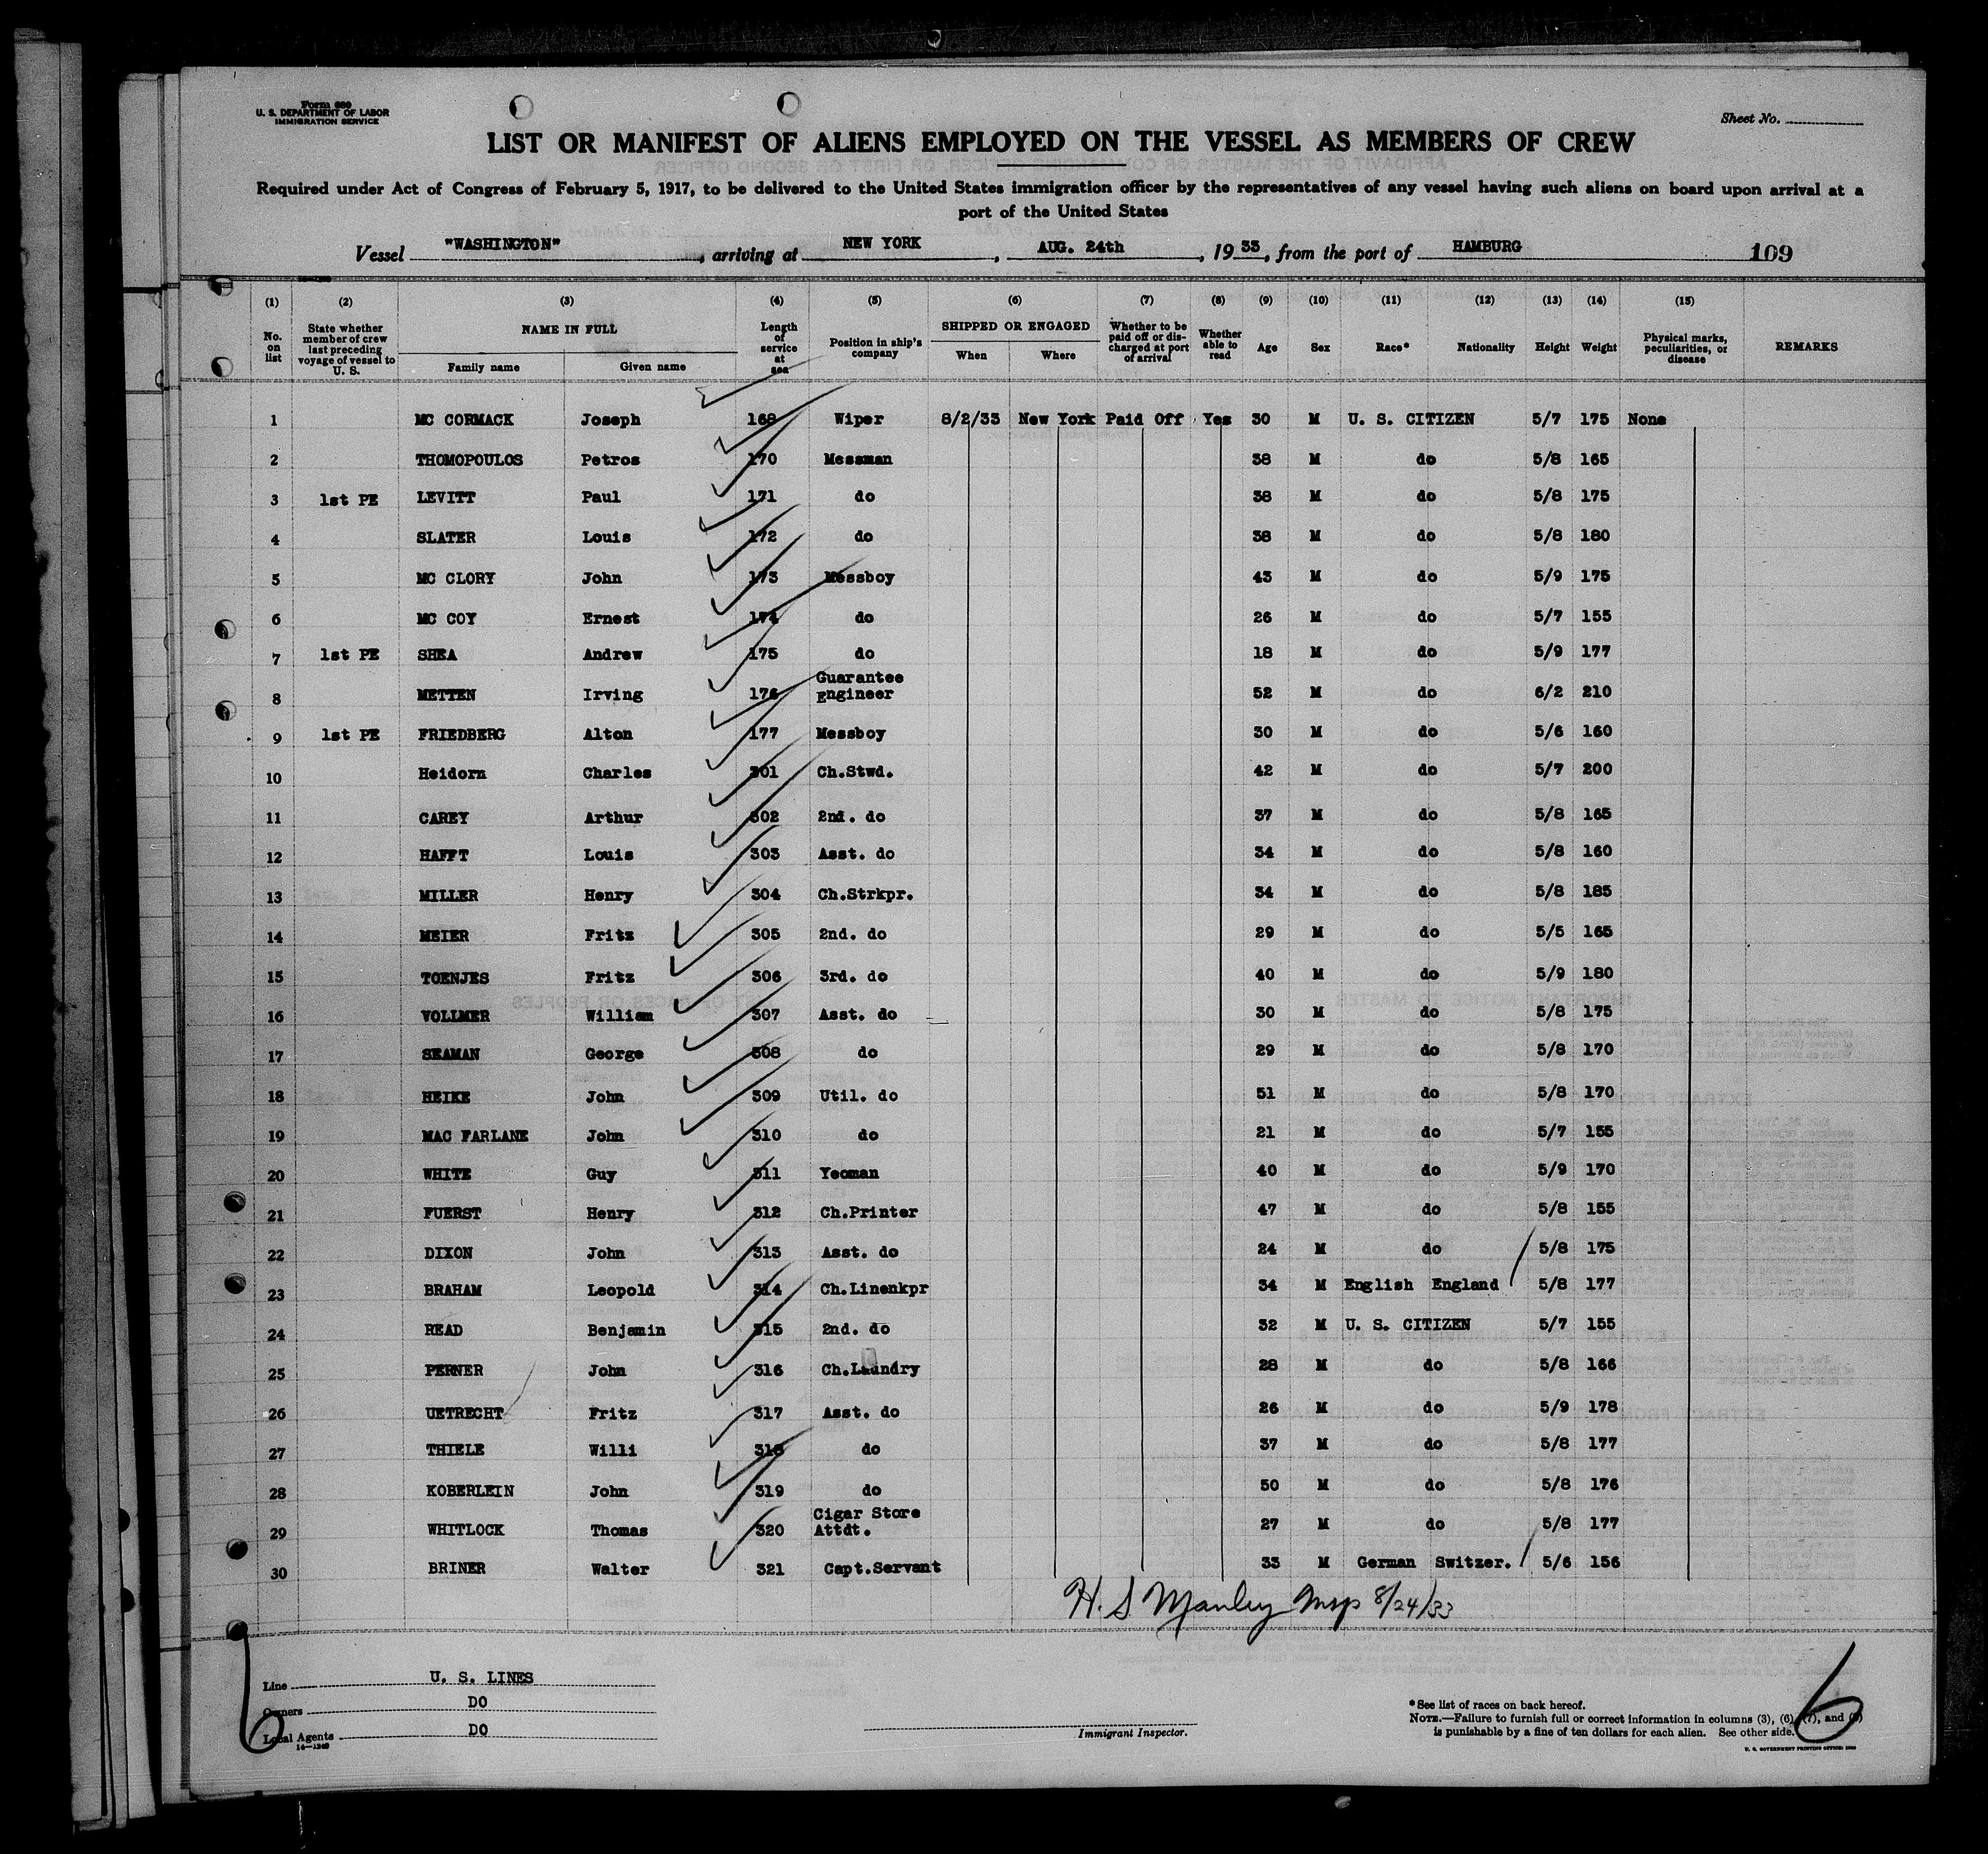 Form 680
U. S. DEPARTMENT OF LABOR
IMMIGRATION SERVICE
Sheet No.
LIST OR MANIFEST OF ALIENS EMPLOYED ON THE VESSEL AS MEMBERS OF CREW
Required under Act of Congress of February 5, 1917, to be delivered to the United States immigration officer by the representatives of any vessel having such aliens on board upon arrival at a
port of the United States
Vessel "WASHINGTON", arriving at NEW YORK, AUG. 24th, 1933, from the port of HAMBURG 109
(1) (2) (3) (4) (5) (6) (7) (8) (9) (10) (11) (12) (13) (14) (15)
No. on list State whether member of crew last preceding voyage of vessel to U. S. NAME IN FULL Family name Given name Length of service at sea Position in ship's company SHIPPED OR ENGAGED When Where Whether to be paid off or discharged at port of arrival Whether able to read Age Sex Race* Nationality Height Weight Physical marks, peculiarities, or disease REMARKS
1 MC CORMACK Joseph 168 Wiper 8/2/33 New York Paid Off Yes 30 M U. S. CITIZEN 5/7 175 None
2 THOMOPOULOS Petros 170 Messman 38 M do 5/8 165
3 1st PE LEVITT Paul 171 do 38 M do 5/8 175
4 SLATER Louis 172 do 38 M do 5/8 180
5 MC CLORY John 173 Messboy 43 M do 5/9 175
6 MC COY Ernest 174 do 26 M do 5/7 155
7 1st PE SHEA Andrew 175 do 18 M do 5/9 177
8 METTEN Irving 176 Guarantee Engineer 52 M do 6/2 210
9 1st PE FRIEDBERG Alton 177 Messboy 30 M do 5/6 160
10 Heidorn Charles 301 Ch.Stwd. 42 M do 5/7 200
11 CAREY Arthur 302 2nd. do 37 M do 5/8 165
12 HAFFT Louis 303 Asst. do 34 M do 5/8 160
13 MILLER Henry 304 Ch.Strkpr. 34 M do 5/8 185
14 MEIER Fritz 305 2nd. do 29 M do 5/5 165
15 TOENJES Fritz 306 3rd. do 40 M do 5/9 180
16 VOLLMER William 307 Asst. do 30 M do 5/8 175
17 SEAMAN George 308 do 29 M do 5/8 170
18 HEIKE John 309 Util. do 51 M do 5/8 170
19 MAC FARLANE John 310 do 21 M do 5/7 155
20 WHITE Guy 311 Yeoman 40 M do 5/9 170
21 FUERST Henry 312 Ch.Printer 47 M do 5/8 155
22 DIXON John 313 Asst. do 24 M do 5/8 175
23 BRAHAM Leopold 314 Ch.Linenkpr 34 M English England 5/8 177
24 READ Benjamin 315 2nd. do 32 M U. S. CITIZEN 5/7 155
25 PERNER John 316 Ch.Laundry 28 M do 5/8 166
26 UETRECHT Fritz 317 Asst. do 26 M do 5/9 178
27 THIELE Willi 318 do 37 M do 5/8 177
28 KOBERLEIN John 319 do 50 M do 5/8 176
29 WHITLOCK Thomas 320 Cigar Store Attdt. 27 M do 5/8 177
30 BRINER Walter 321 Capt.Servant 33 M German Switzer. 5/6 156
H. S. Manley Insp 8/24/33
Line U. S. LINES
Owners DO
Local Agents DO
14—1240
Immigrant Inspector.
*See list of races on back hereof.
NOTE.—Failure to furnish full or correct information in columns (3), (6), (7), and
is punishable by a fine of ten dollars for each alien. See other side.
U. S. GOVERNMENT PRINTING OFFICE:
6
6